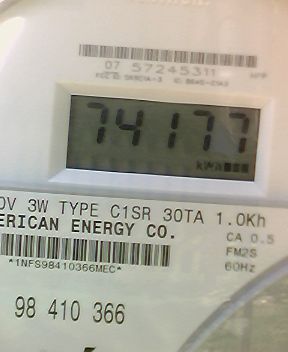 07 57245311
74177
kWh
0V 3W TYPE C1SR 30TA 1.0Kh
ERICAN ENERGY CO.
CA 0.5
FM2S
*1NFS98410366MEC*
60Hz
98 410 366